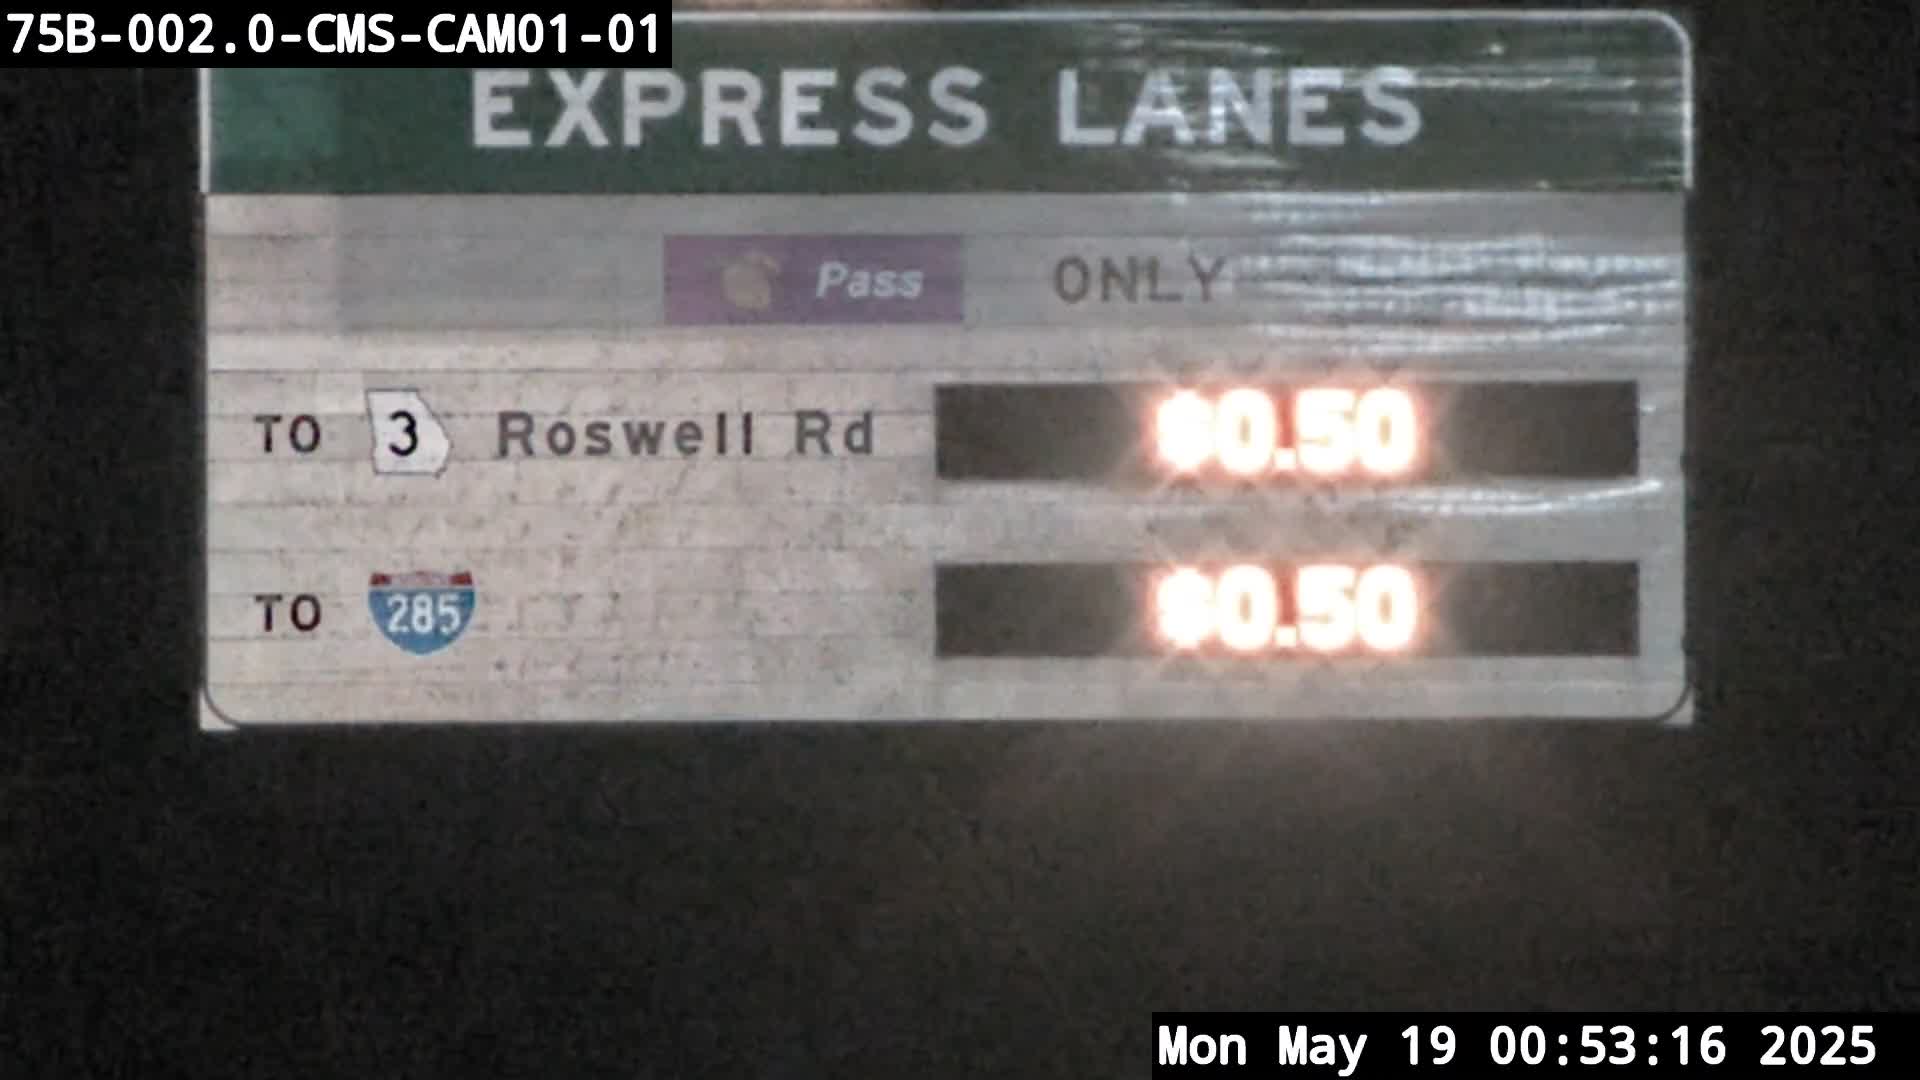 75B-002.0-CMS-CAM01-01
EXPRESS LANES
Pass ONLY
TO 3 Roswell Rd $0.50
TO 285 $0.50
Mon May 19 00:53:16 2025